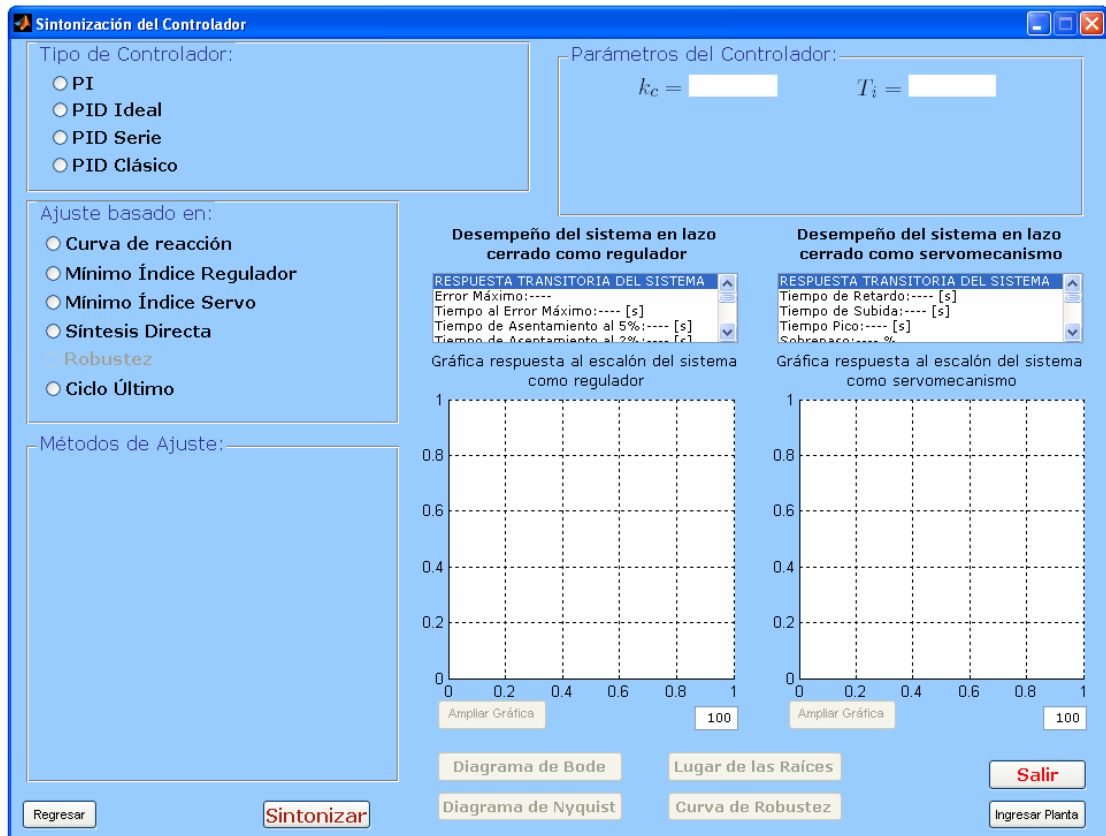 Sintonización del Controlador
Tipo de Controlador:
PI
PID Ideal
PID Serie
PID Clásico
Parámetros del Controlador:
k_c =
T_i =
Ajuste basado en:
Curva de reacción
Mínimo Índice Regulador
Mínimo Índice Servo
Síntesis Directa
Robustez
Ciclo Último
Métodos de Ajuste:
Desempeño del sistema en lazo
cerrado como regulador
RESPUESTA TRANSITORIA DEL SISTEMA
Error Máximo:----
Tiempo al Error Máximo:---- [s]
Tiempo de Asentamiento al 5%:---- [s]
Tiempo de Asentamiento al 2%:---- [s]
Gráfica respuesta al escalón del sistema
como regulador
1
0.8
0.6
0.4
0.2
0
0 0.2 0.4 0.6 0.8 1
Ampliar Gráfica
100
Desempeño del sistema en lazo
cerrado como servomecanismo
RESPUESTA TRANSITORIA DEL SISTEMA
Tiempo de Retardo:---- [s]
Tiempo de Subida:---- [s]
Tiempo Pico:---- [s]
Sobrepaso:---- %
Gráfica respuesta al escalón del sistema
como servomecanismo
1
0.8
0.6
0.4
0.2
0
0 0.2 0.4 0.6 0.8 1
Ampliar Gráfica
100
Diagrama de Bode
Lugar de las Raíces
Diagrama de Nyquist
Curva de Robustez
Salir
Regresar
Sintonizar
Ingresar Planta